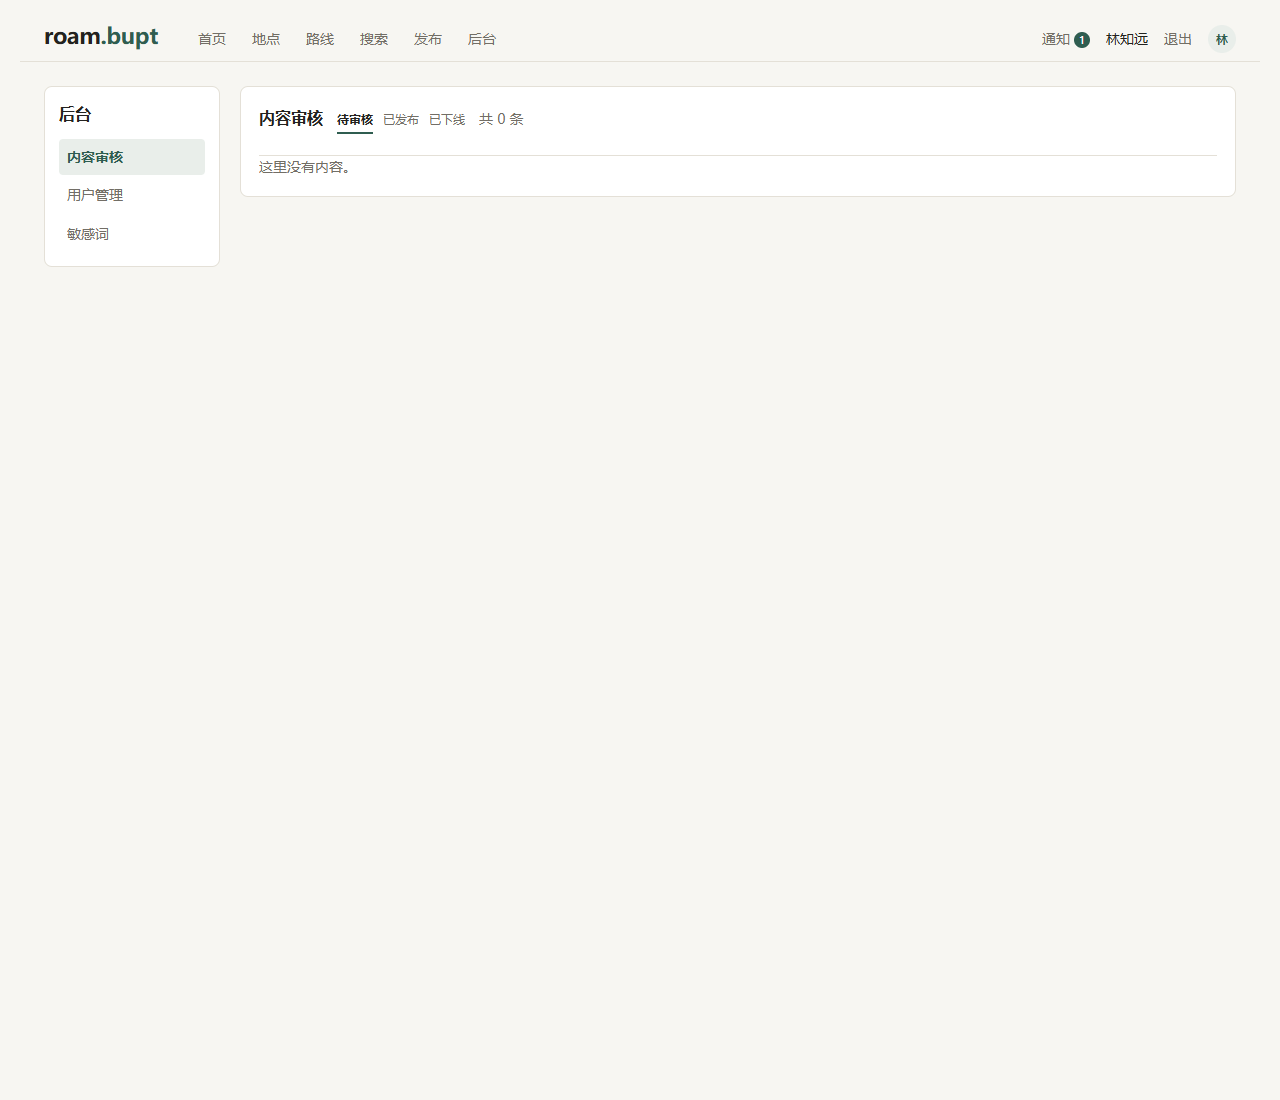 roam.bupt 首页 地点 路线 搜索 发布 后台 通知 1 林知远 退出 林
后台
内容审核
用户管理
敏感词
内容审核 待审核 已发布 已下线 共 0 条
这里没有内容。